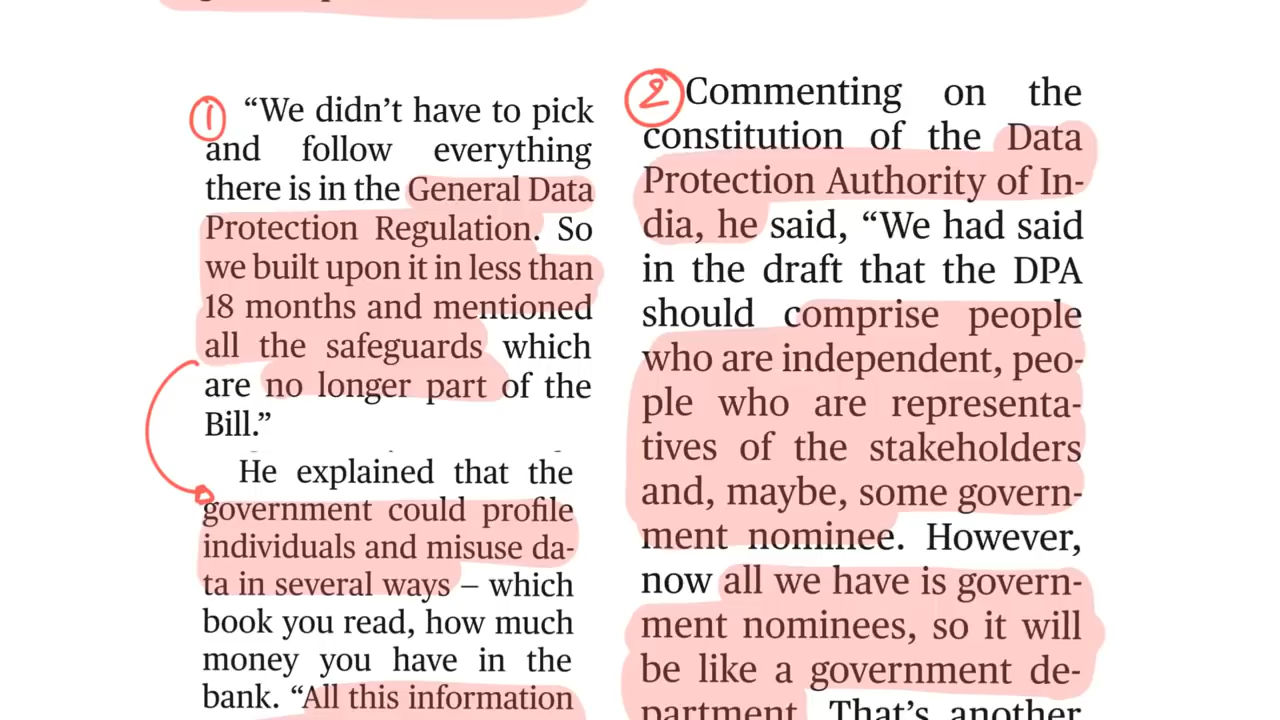 1
“We didn’t have to pick
and follow everything
there is in the General Data
Protection Regulation. So
we built upon it in less than
18 months and mentioned
all the safeguards which
are no longer part of the
Bill.”
He explained that the
government could profile
individuals and misuse da-
ta in several ways – which
book you read, how much
money you have in the
bank. “All this information
2
Commenting on the
constitution of the Data
Protection Authority of In-
dia, he said, “We had said
in the draft that the DPA
should comprise people
who are independent, peo-
ple who are representa-
tives of the stakeholders
and, maybe, some govern-
ment nominee. However,
now all we have is govern-
ment nominees, so it will
be like a government de-
partment. That’s another